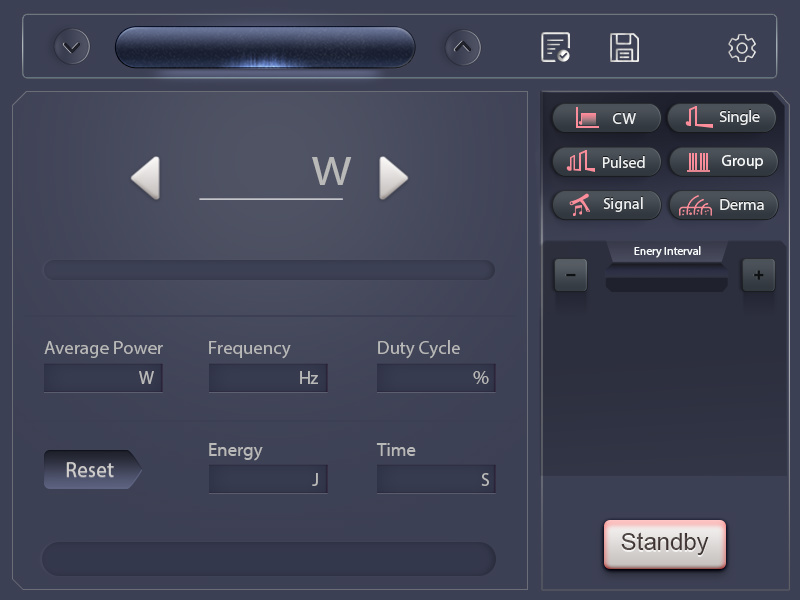 W
CW
Single
Pulsed
Group
Signal
Derma
Enery Interval
-
+
Average Power
Frequency
Duty Cycle
W
Hz
%
Reset
Energy
Time
J
S
Standby